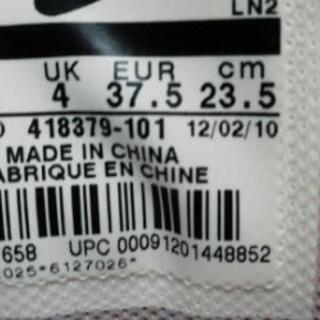 LN2
UK EUR cm
4 37.5 23.5
418379-101 12/02/10
MADE IN CHINA
FABRIQUE EN CHINE
658 UPC 00091201448852
025*6127026*